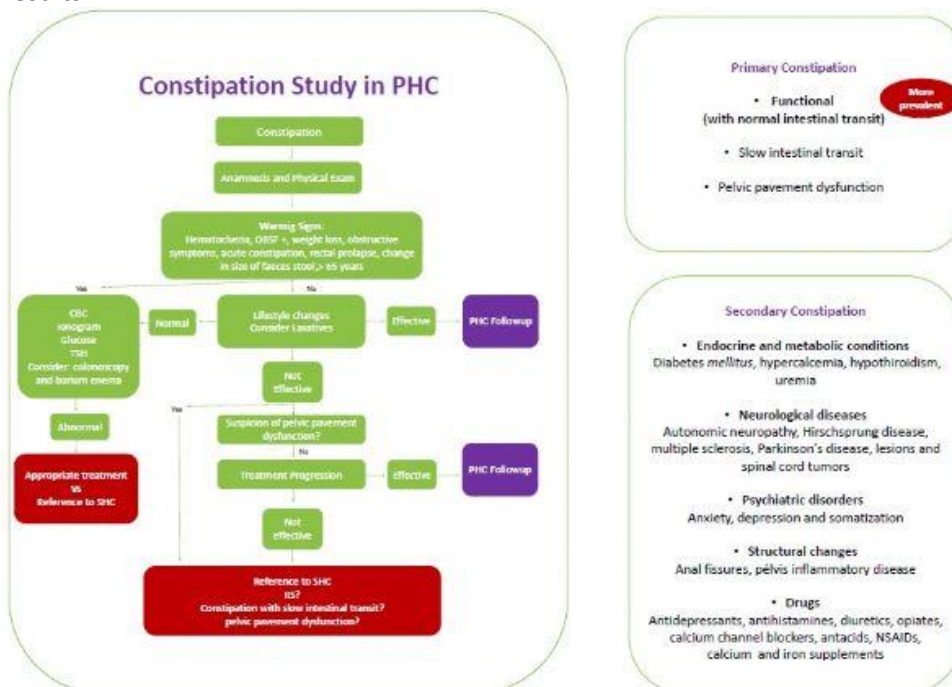 Constipation Study in PHC
Constipation
Anamnesis and Physical Exam
Warmig Signs:
Hematochezia, OBSF +, weight loss, obstructive
symptoms, acute constipation, rectal prolapse, change
in size of faeces stool,> 65 years
Yes
No
CBC
Ionogram
Glucose
TSH
Consider: colonoscopy
and barium enema
Normal
Lifestyle changes
Consider Laxatives
Effective
PHC Followup
Not
Effective
Yes
Abnormal
Suspicion of pelvic pavement
dysfunction?
No
Appropriate treatment
vs
Reference to SHC
Treatment Progression
Effective
PHC Followup
Not
effective
Reference to SHC
Constipation with slow intestinal transit?
pelvic pavement dysfunction?
Primary Constipation
• Functional
(with normal intestinal transit)
More
prevalent
• Slow intestinal transit
• Pelvic pavement dysfunction
Secondary Constipation
• Endocrine and metabolic conditions
Diabetes mellitus, hypercalcemia, hypothiroidism,
uremia
• Neurological diseases
Autonomic neuropathy, Hirschsprung disease,
multiple sclerosis, Parkinson's disease, lesions and
spinal cord tumors
• Psychiatric disorders
Anxiety, depression and somatization
• Structural changes
Anal fissures, pélvis inflammatory disease
• Drugs
Antidepressants, antihistamines, diuretics, opiates,
calcium channel blockers, antacids, NSAIDs,
calcium and iron supplements